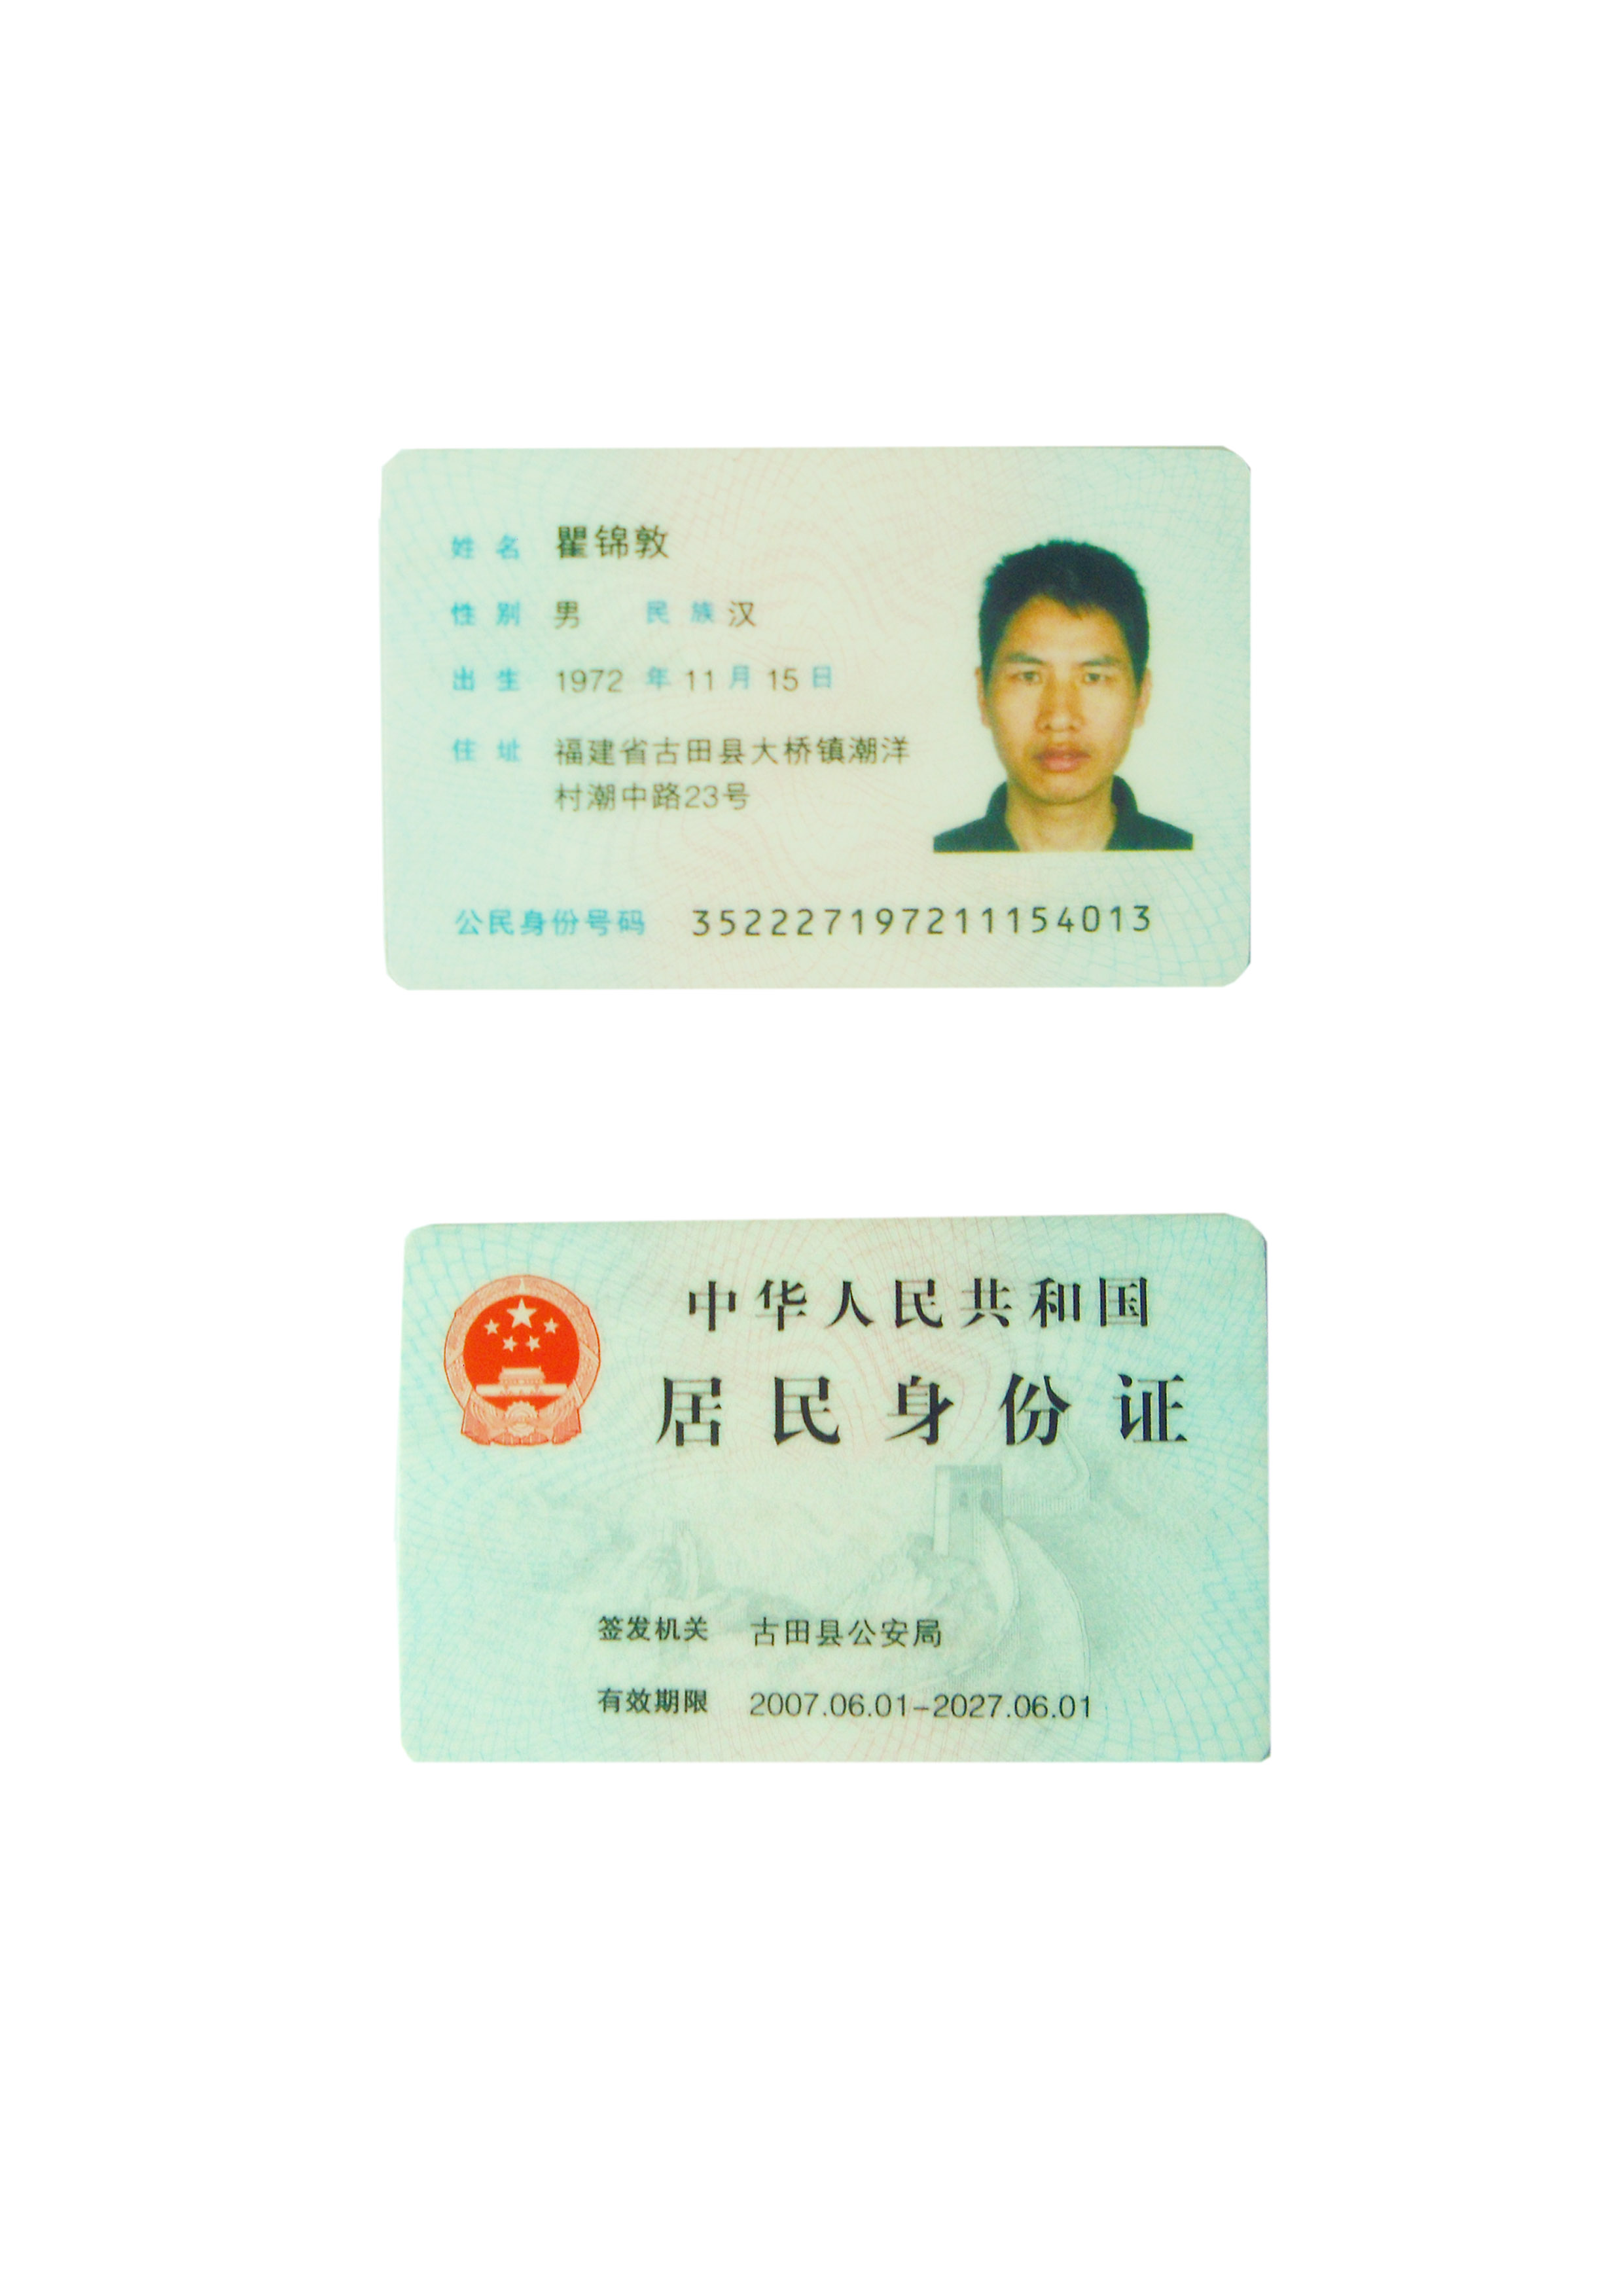 姓名 瞿锦敦
性别 男 民族 汉
出生 1972 年 11 月 15 日
住址 福建省古田县大桥镇潮洋
村潮中路23号
公民身份号码 352227197211154013
中华人民共和国
居民身份证
签发机关 古田县公安局
有效期限 2007.06.01-2027.06.01